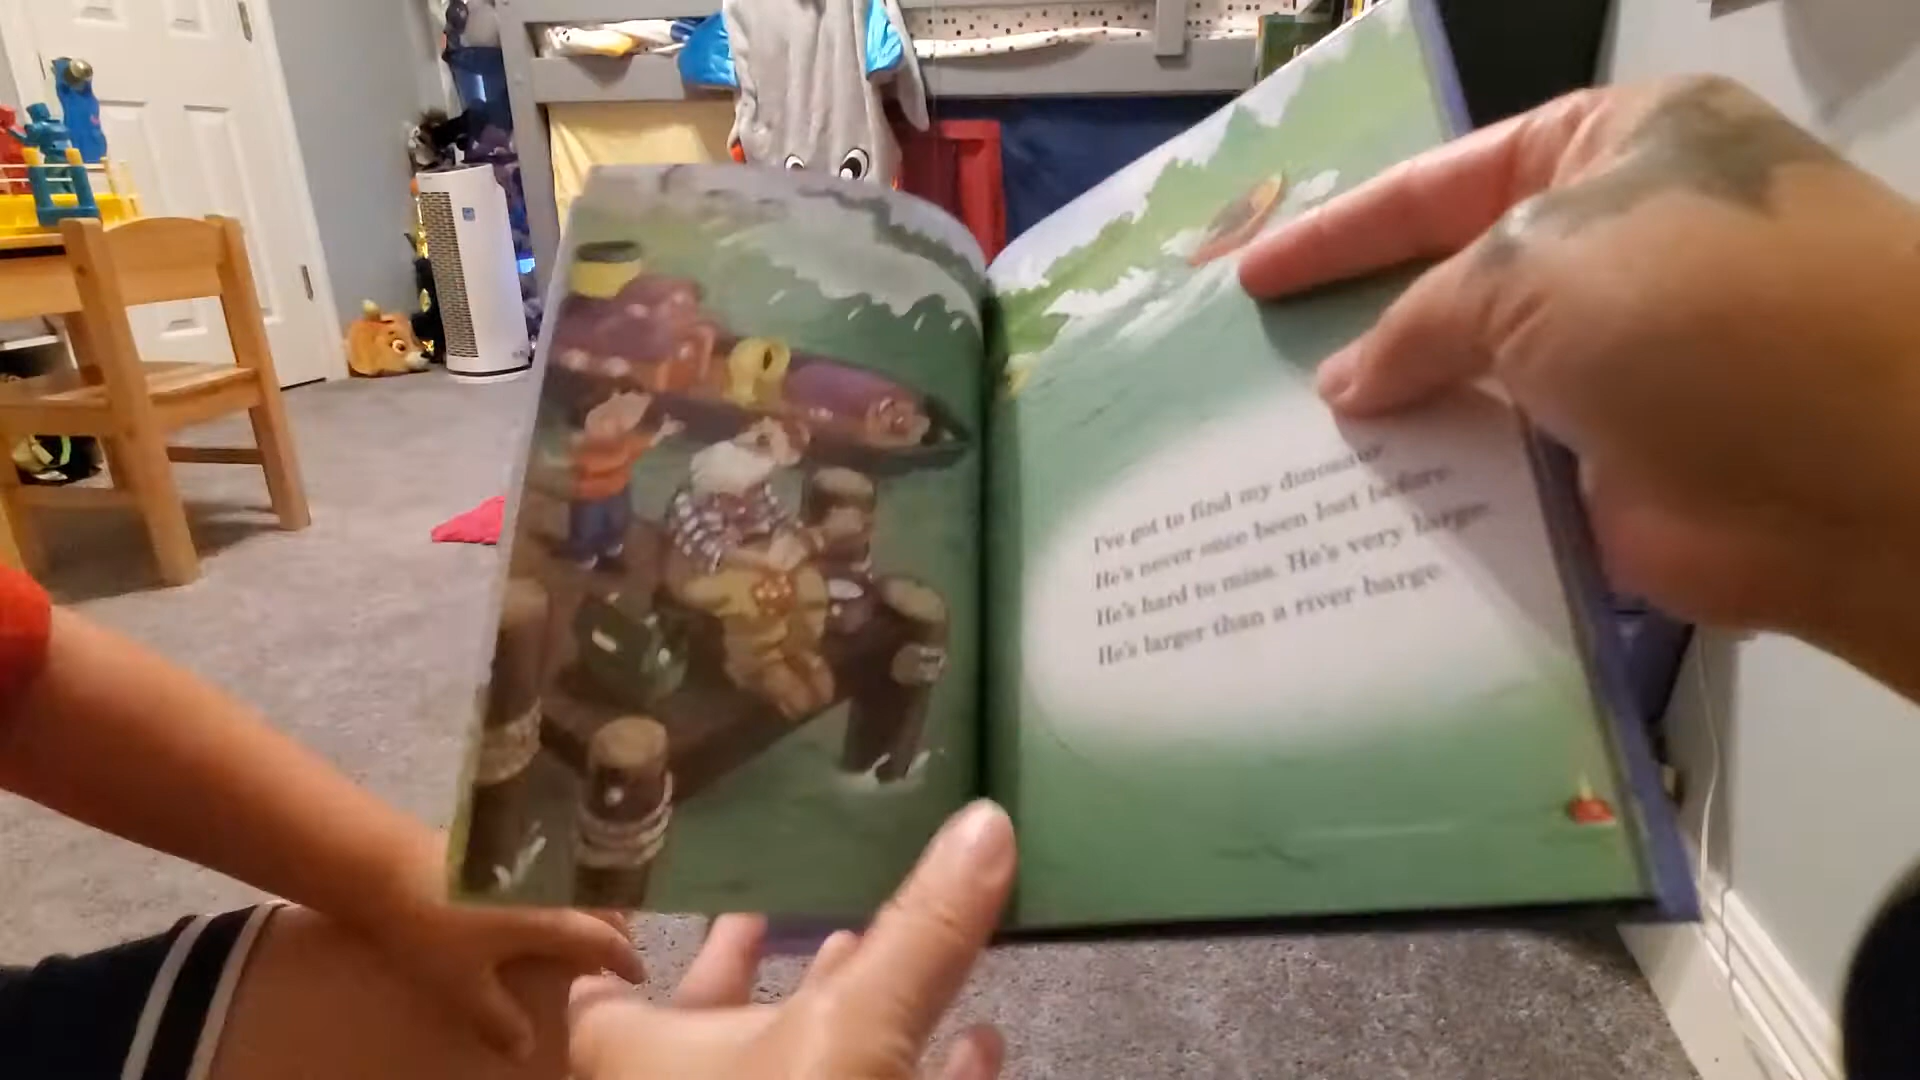 I've got to find my dinosaur.
He's never once been lost before.
He's hard to miss. He's very large.
He's larger than a river barge.